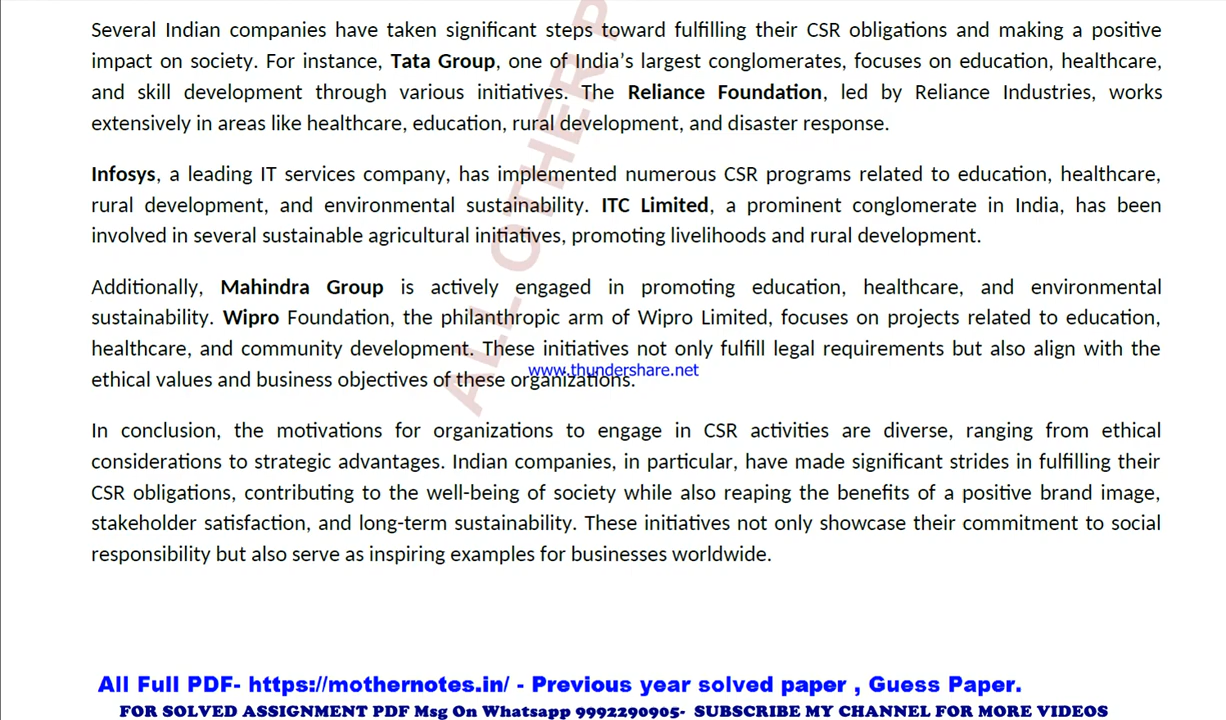 Several Indian companies have taken significant steps toward fulfilling their CSR obligations and making a positive
impact on society. For instance, Tata Group, one of India's largest conglomerates, focuses on education, healthcare,
and skill development through various initiatives. The Reliance Foundation, led by Reliance Industries, works
extensively in areas like healthcare, education, rural development, and disaster response.
Infosys, a leading IT services company, has implemented numerous CSR programs related to education, healthcare,
rural development, and environmental sustainability. ITC Limited, a prominent conglomerate in India, has been
involved in several sustainable agricultural initiatives, promoting livelihoods and rural development.
Additionally, Mahindra Group is actively engaged in promoting education, healthcare, and environmental
sustainability. Wipro Foundation, the philanthropic arm of Wipro Limited, focuses on projects related to education,
healthcare, and community development. These initiatives not only fulfill legal requirements but also align with the
ethical values and business objectives of these organizations.
www.thundershare.net
In conclusion, the motivations for organizations to engage in CSR activities are diverse, ranging from ethical
considerations to strategic advantages. Indian companies, in particular, have made significant strides in fulfilling their
CSR obligations, contributing to the well-being of society while also reaping the benefits of a positive brand image,
stakeholder satisfaction, and long-term sustainability. These initiatives not only showcase their commitment to social
responsibility but also serve as inspiring examples for businesses worldwide.
ALL OTHER P
All Full PDF- https://mothernotes.in/ - Previous year solved paper , Guess Paper.
FOR SOLVED ASSIGNMENT PDF Msg On Whatsapp 9992290905- SUBSCRIBE MY CHANNEL FOR MORE VIDEOS